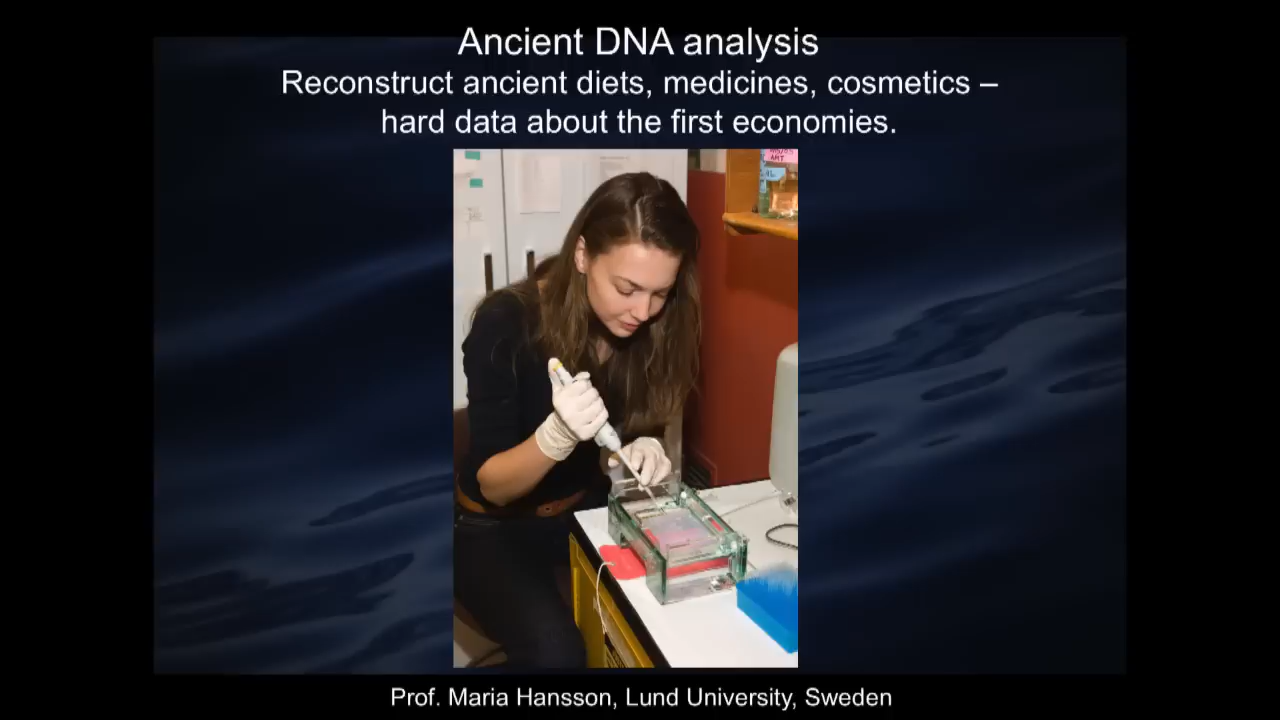 Ancient DNA analysis
Reconstruct ancient diets, medicines, cosmetics –
hard data about the first economies.
AMT
Prof. Maria Hansson, Lund University, Sweden